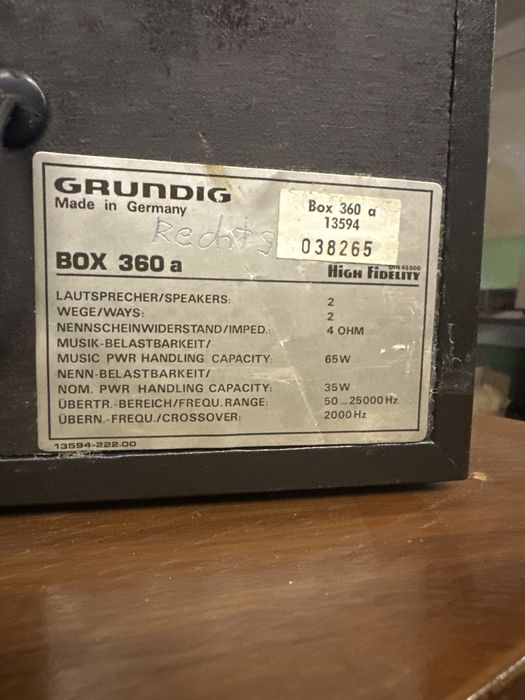 GRUNDIG
Made in Germany
Rechts
Box 360 a
13594
038265
BOX 360 a
DIN 45500
HIGH FIDELITY
LAUTSPRECHER/SPEAKERS: 2
WEGE/WAYS: 2
NENNSCHEINWIDERSTAND/IMPED.: 4 OHM
MUSIK-BELASTBARKEIT/
MUSIC PWR HANDLING CAPACITY: 65W
NENN-BELASTBARKEIT/
NOM. PWR HANDLING CAPACITY: 35W
ÜBERTR.-BEREICH/FREQU. RANGE: 50...25000 Hz
ÜBERN.-FREQU./CROSSOVER: 2000 Hz
13594-222.00